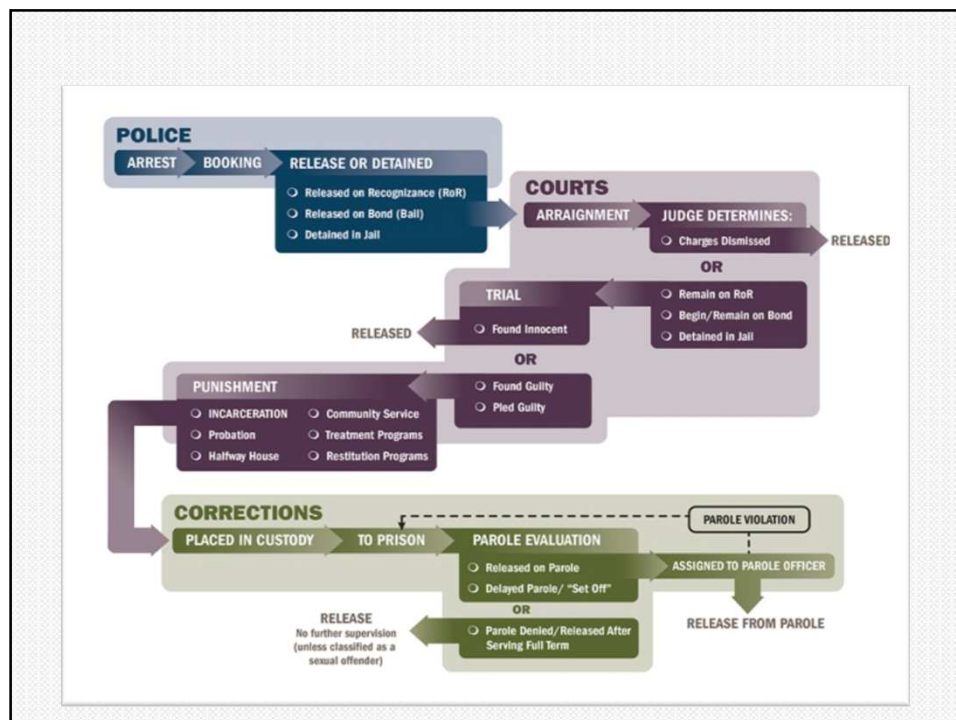 POLICE
ARREST
BOOKING
RELEASE OR DETAINED
Released on Recognizance (RoR)
Released on Bond (Bail)
Detained in Jail
COURTS
ARRAIGNMENT
JUDGE DETERMINES:
Charges Dismissed
RELEASED
OR
Remain on RoR
Begin/Remain on Bond
Detained in Jail
TRIAL
Found Innocent
RELEASED
OR
Found Guilty
Pled Guilty
PUNISHMENT
INCARCERATION
Probation
Halfway House
Community Service
Treatment Programs
Restitution Programs
CORRECTIONS
PLACED IN CUSTODY
TO PRISON
PAROLE EVALUATION
Released on Parole
Delayed Parole/ "Set Off"
ASSIGNED TO PAROLE OFFICER
PAROLE VIOLATION
RELEASE FROM PAROLE
OR
Parole Denied/Released After
Serving Full Term
RELEASE
No further supervision
(unless classified as a
sexual offender)